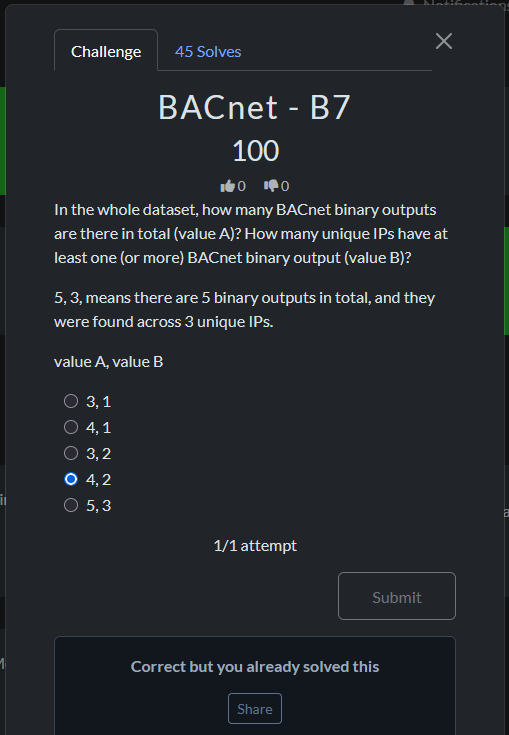 Notifications
Challenge
45 Solves
BACnet - B7
100
0
0
In the whole dataset, how many BACnet binary outputs
are there in total (value A)? How many unique IPs have at
least one (or more) BACnet binary output (value B)?
5, 3, means there are 5 binary outputs in total, and they
were found across 3 unique IPs.
value A, value B
3, 1
4, 1
3, 2
4, 2
5, 3
1/1 attempt
Submit
Correct but you already solved this
Share